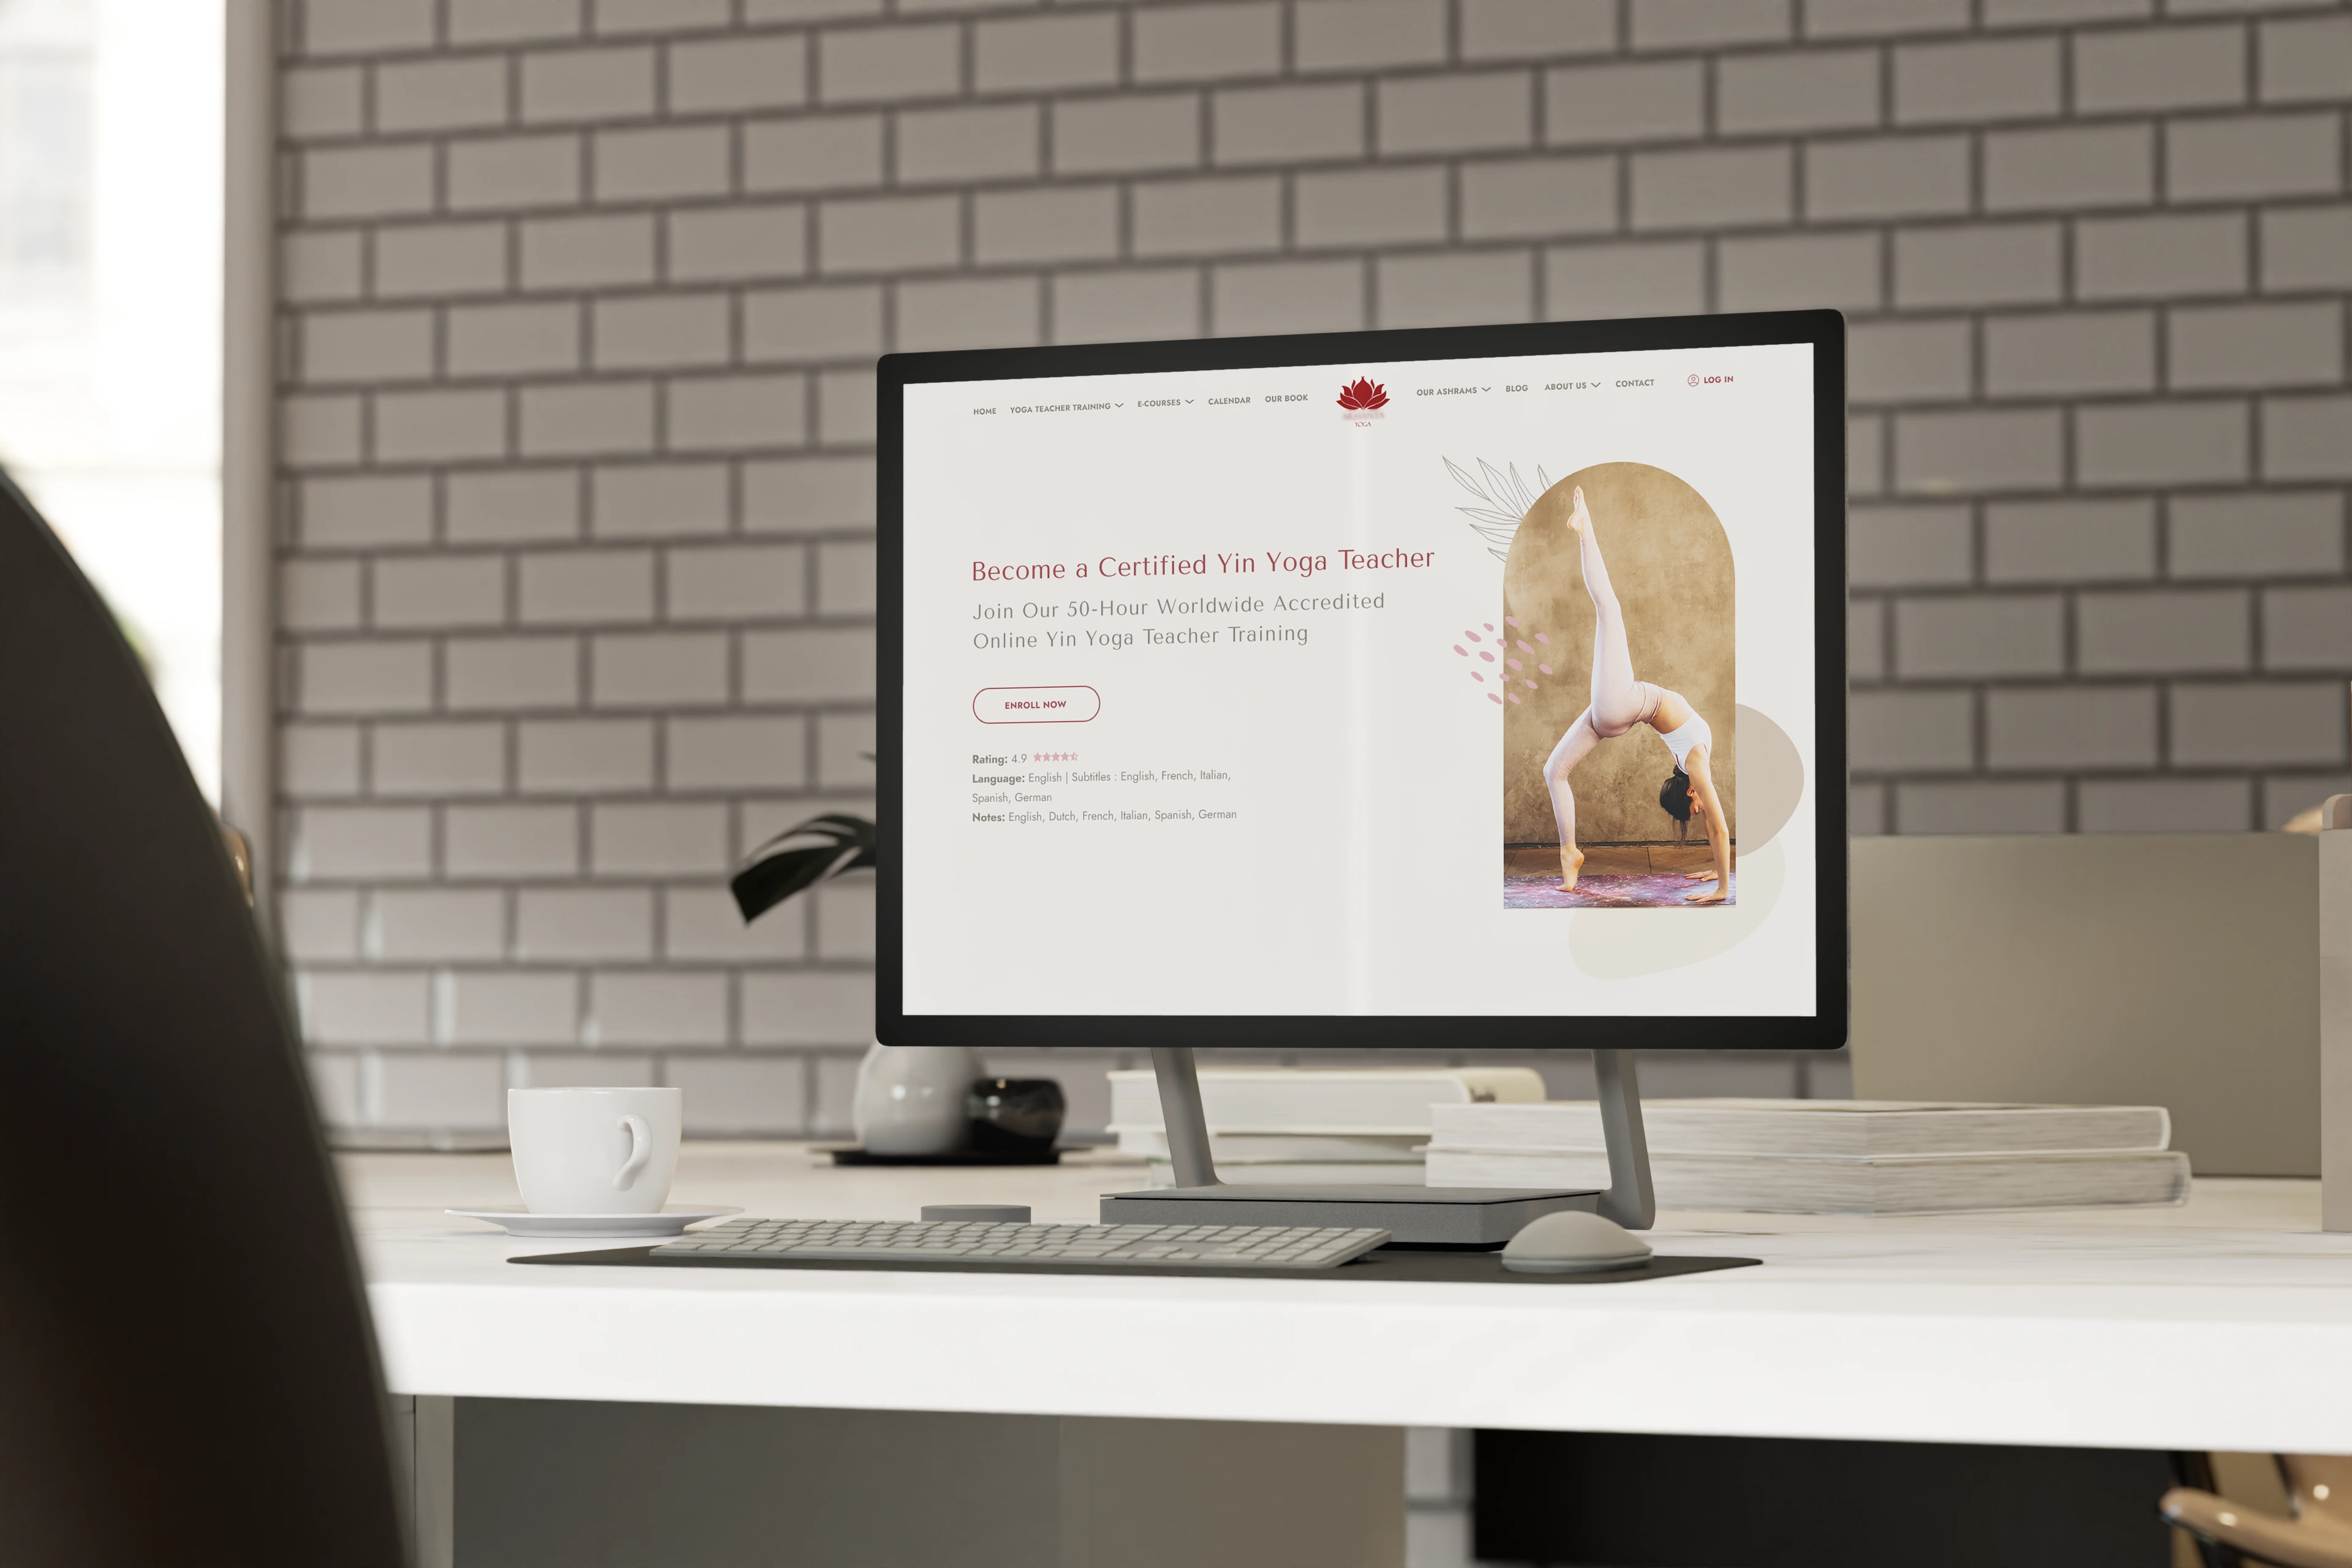 HOME YOGA TEACHER TRAINING E-COURSES CALENDAR OUR BOOK
YOGA
OUR ASHRAMS BLOG ABOUT US CONTACT LOG IN
Become a Certified Yin Yoga Teacher
Join Our 50-Hour Worldwide Accredited
Online Yin Yoga Teacher Training
ENROLL NOW
Rating: 4.9
Language: English | Subtitles : English, French, Italian,
Spanish, German
Notes: English, Dutch, French, Italian, Spanish, German